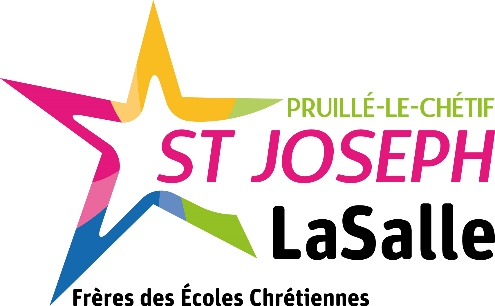 PRUILLÉ-LE-CHÉTIF
ST JOSEPH
LaSalle
Frères des Écoles Chrétiennes